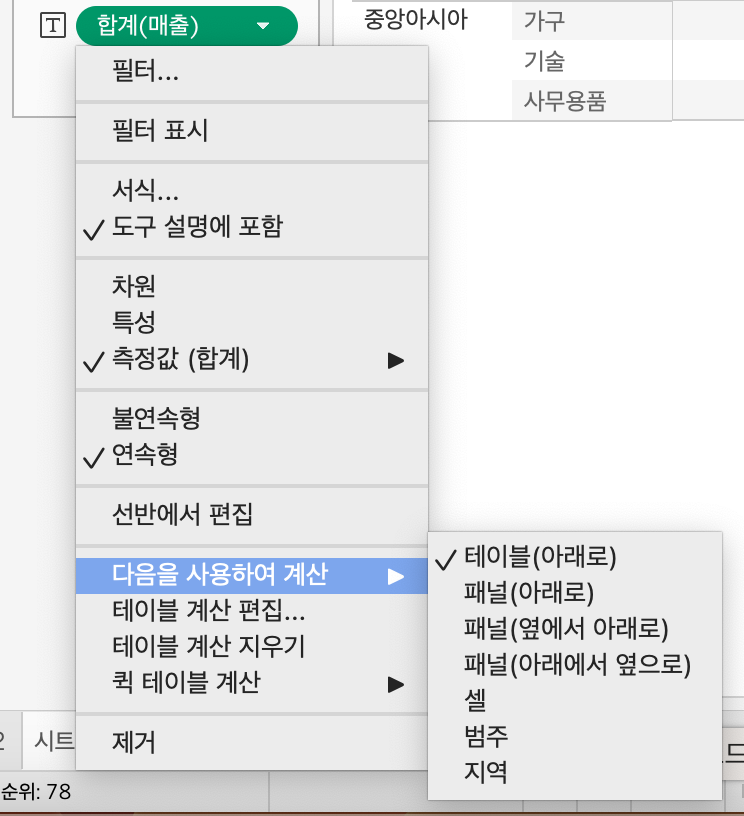 T 합계(매출)
중앙아시아 가구
기술
사무용품
필터...
필터 표시
서식...
도구 설명에 포함
차원
특성
측정값 (합계)
불연속형
연속형
선반에서 편집
다음을 사용하여 계산
테이블 계산 편집...
테이블 계산 지우기
퀵 테이블 계산
제거
테이블(아래로)
패널(아래로)
패널(옆에서 아래로)
패널(아래에서 옆으로)
셀
범주
지역
2 시트
드
순위: 78